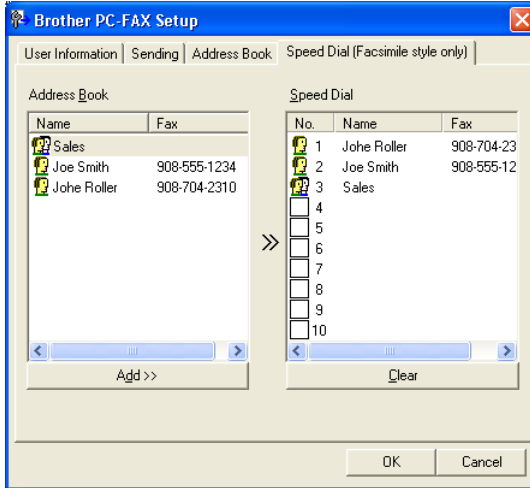 Brother PC-FAX Setup
User Information Sending Address Book Speed Dial (Facsimile style only)
Address Book
Name Fax
Sales
Joe Smith 908-555-1234
Johe Roller 908-704-2310
Add >>
>>
Speed Dial
No. Name Fax
1 Johe Roller 908-704-23
2 Joe Smith 908-555-12
3 Sales
4
5
6
7
8
9
10
Clear
OK Cancel